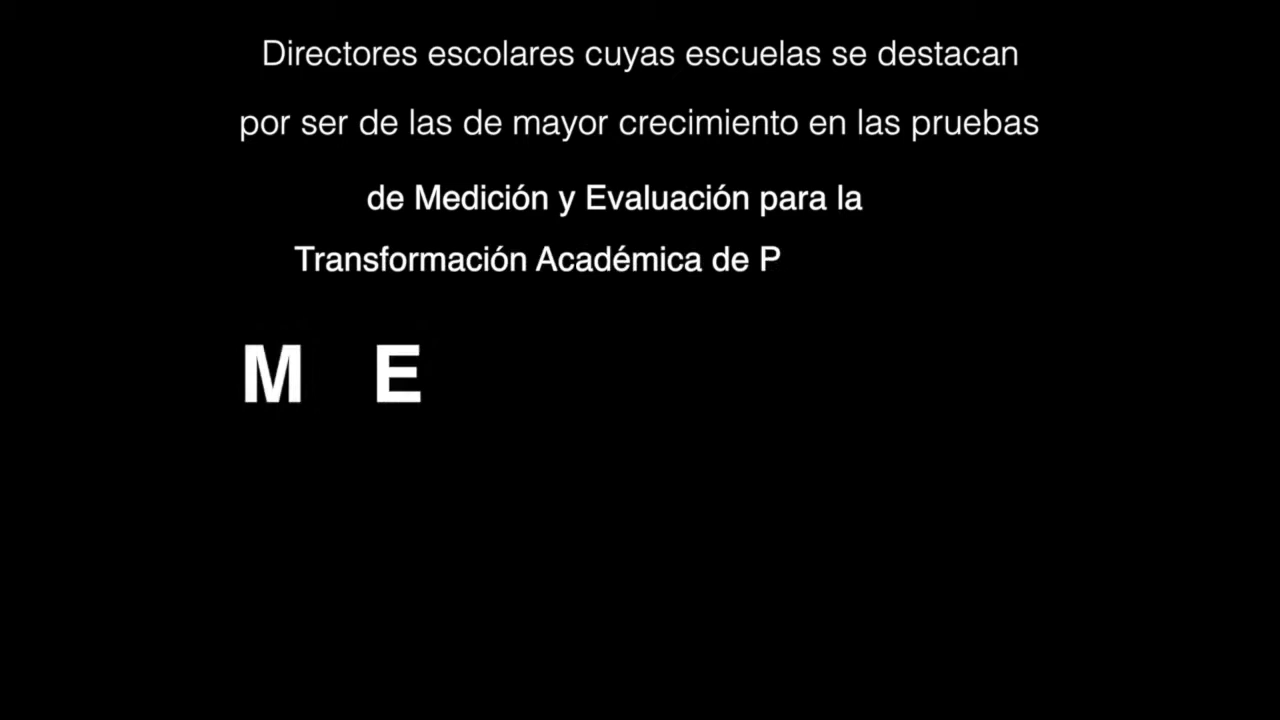 Directores escolares cuyas escuelas se destacan
por ser de las de mayor crecimiento en las pruebas
de Medición y Evaluación para la
Transformación Académica de P
M E